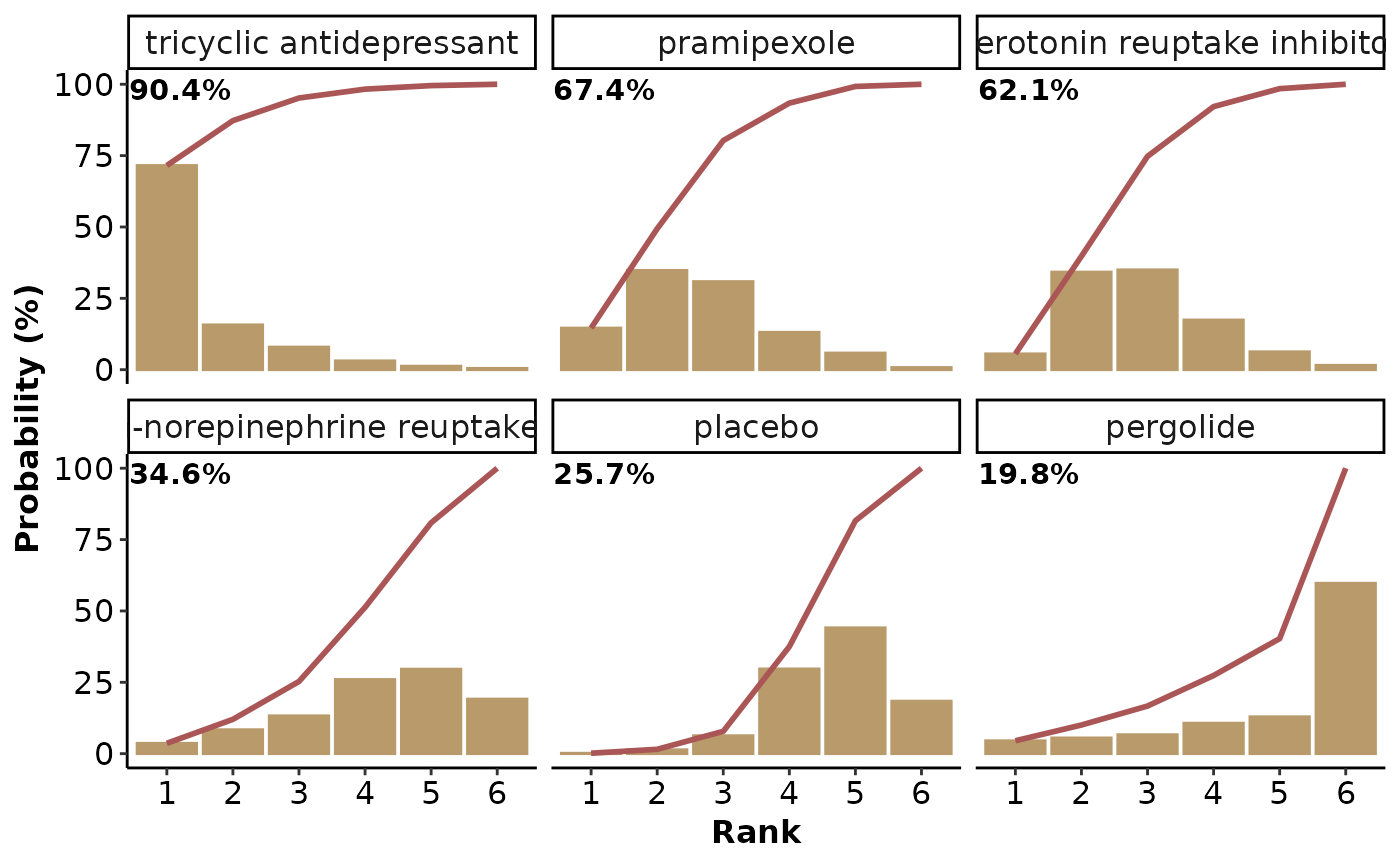 tricyclic antidepressant
pramipexole
erotonin reuptake inhibito
90.4%
67.4%
62.1%
100
75
50
25
0
-norepinephrine reuptake
placebo
pergolide
34.6%
25.7%
19.8%
100
75
50
25
0
1 2 3 4 5 6
1 2 3 4 5 6
1 2 3 4 5 6
Probability (%)
Rank